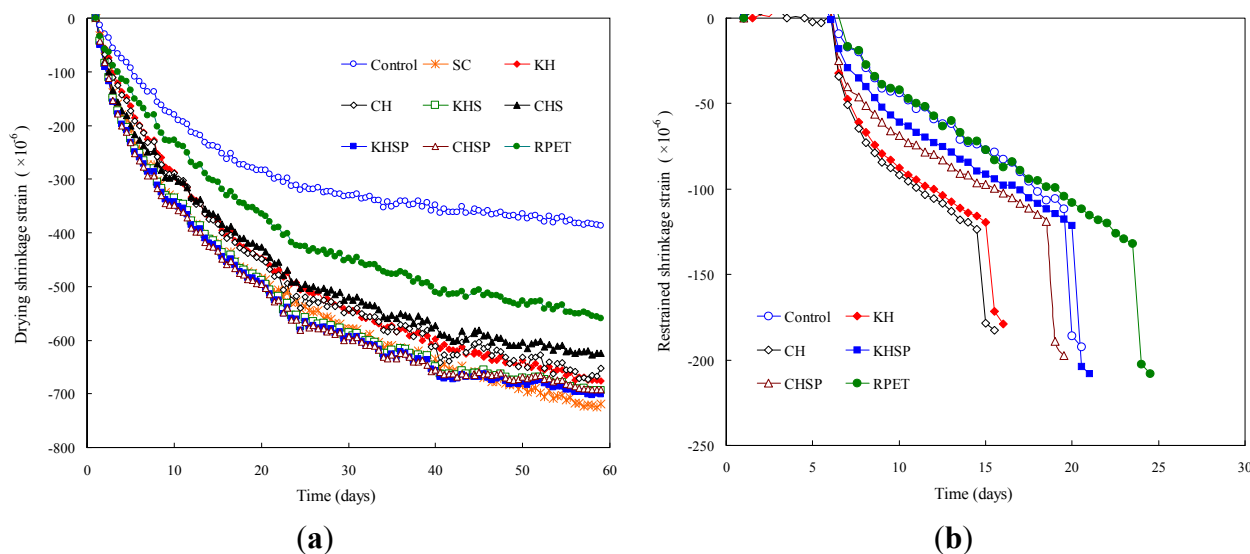 Drying shrinkage strain ( ×10⁻⁶)
0
-100
-200
-300
-400
-500
-600
-700
-800
0 10 20 30 40 50 60
Time (days)
Control SC KH
CH KHS CHS
KHSP CHSP RPET
(a)
Restrained shrinkage strain ( ×10⁻⁶)
0
-50
-100
-150
-200
-250
0 5 10 15 20 25 30
Time (days)
Control KH
CH KHSP
CHSP RPET
(b)